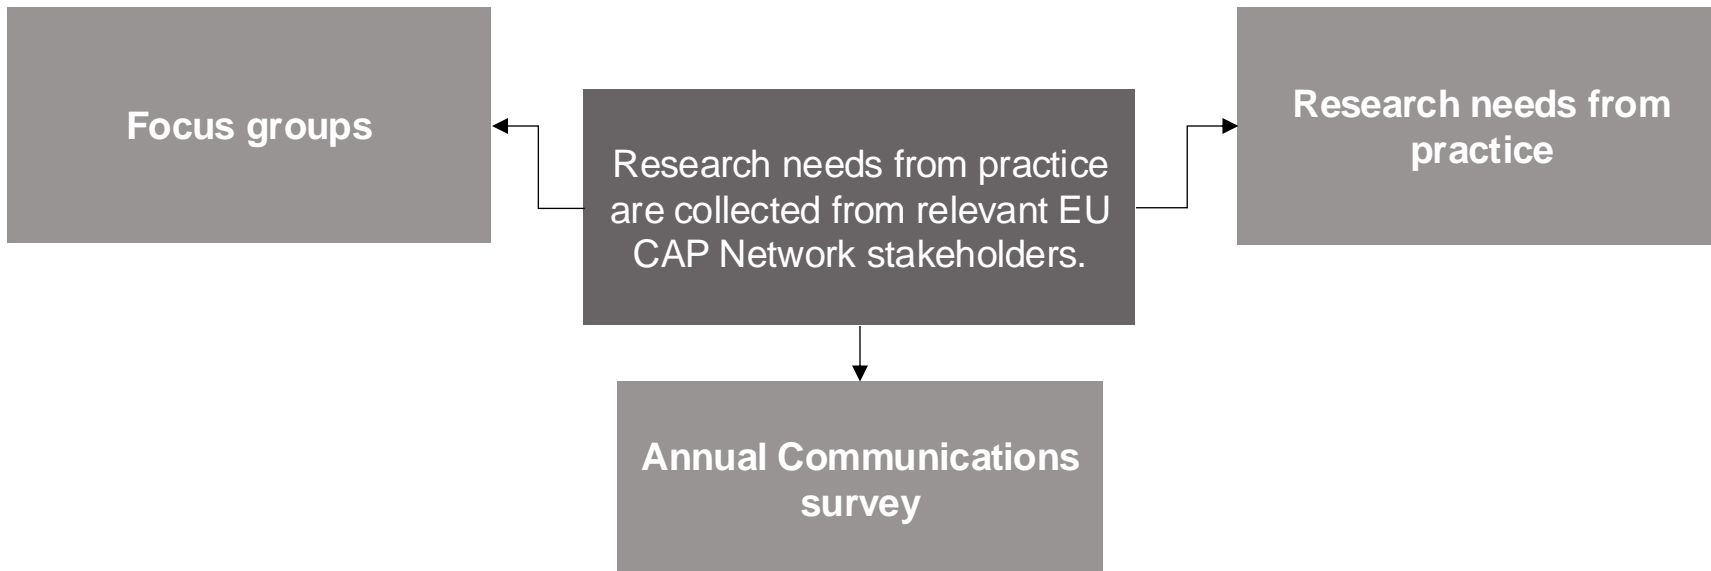 Focus groups
Research needs from practice
are collected from relevant EU
CAP Network stakeholders.
Research needs from
practice
Annual Communications
survey